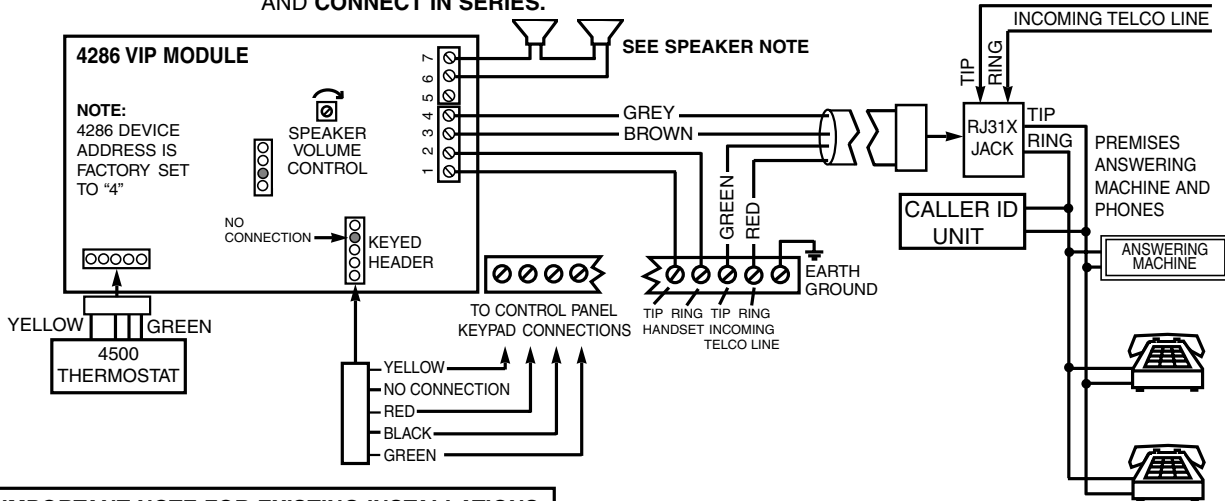 AND CONNECT IN SERIES.
INCOMING TELCO LINE
4286 VIP MODULE
SEE SPEAKER NOTE
TIP
RING
NOTE:
4286 DEVICE
ADDRESS IS
FACTORY SET
TO “4”
SPEAKER
VOLUME
CONTROL
7
6
5
4
3
2
1
GREY
BROWN
GREEN
RED
RJ31X
JACK
TIP
RING
PREMISES
ANSWERING
MACHINE AND
PHONES
CALLER ID
UNIT
ANSWERING
MACHINE
NO
CONNECTION
KEYED
HEADER
EARTH
GROUND
TO CONTROL PANEL
KEYPAD CONNECTIONS
TIP RING TIP RING
HANDSET INCOMING
TELCO LINE
YELLOW
GREEN
4500
THERMOSTAT
YELLOW
NO CONNECTION
RED
BLACK
GREEN
IMPORTANT NOTE FOR EXISTING INSTALLATIONS